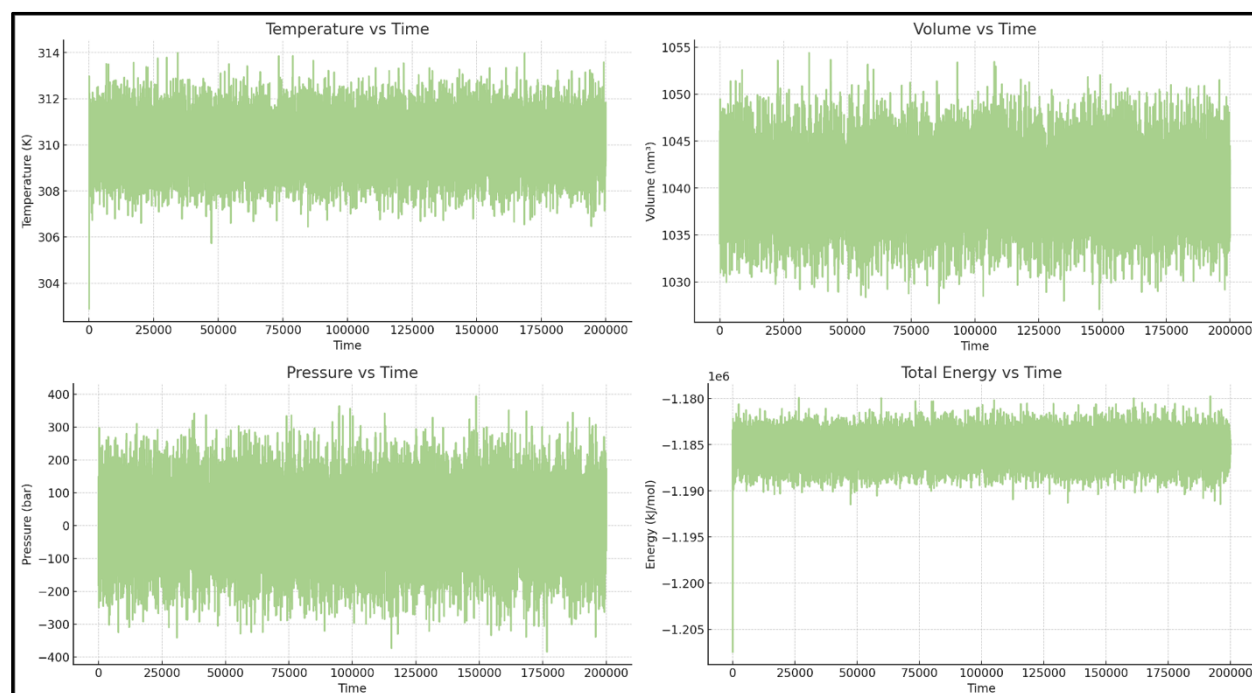 Temperature vs Time
314
312
310
308
306
304
Temperature (K)
0 25000 50000 75000 100000 125000 150000 175000 200000
Time
Volume vs Time
1055
1050
1045
1040
1035
1030
Volume (nm³)
0 25000 50000 75000 100000 125000 150000 175000 200000
Time
Pressure vs Time
400
300
200
100
0
−100
−200
−300
−400
Pressure (bar)
0 25000 50000 75000 100000 125000 150000 175000 200000
Time
Total Energy vs Time
1e6
−1.180
−1.185
−1.190
−1.195
−1.200
−1.205
Energy (kJ/mol)
0 25000 50000 75000 100000 125000 150000 175000 200000
Time